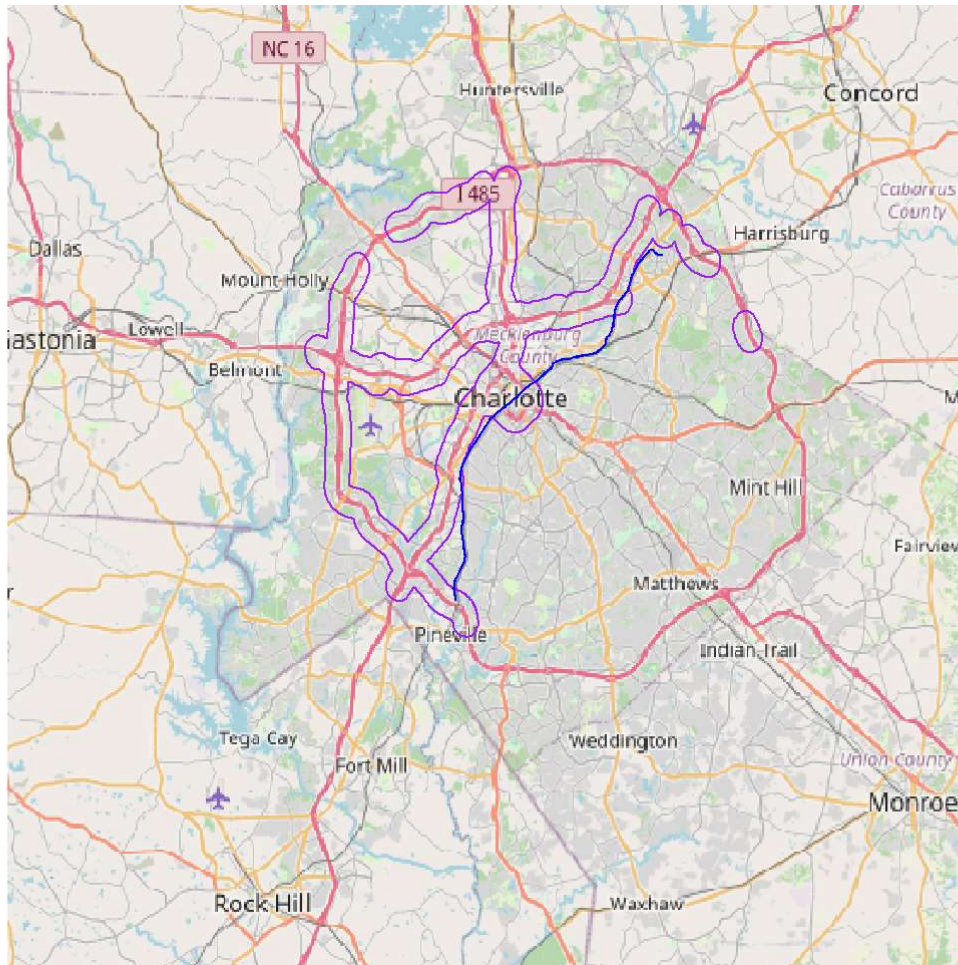 NC 16
Huntersville
Concord
I 485
Cabarrus
County
Harrisburg
Dallas
Mount Holly
Lowell
Mecklenburg
County
astonia
Belmont
Charlotte
M
Mint Hill
Fairview
r
Matthews
Pineville
Indian Trail
Tega Cay
Weddington
Fort Mill
Union County
Monroe
Rock Hill
Waxhaw